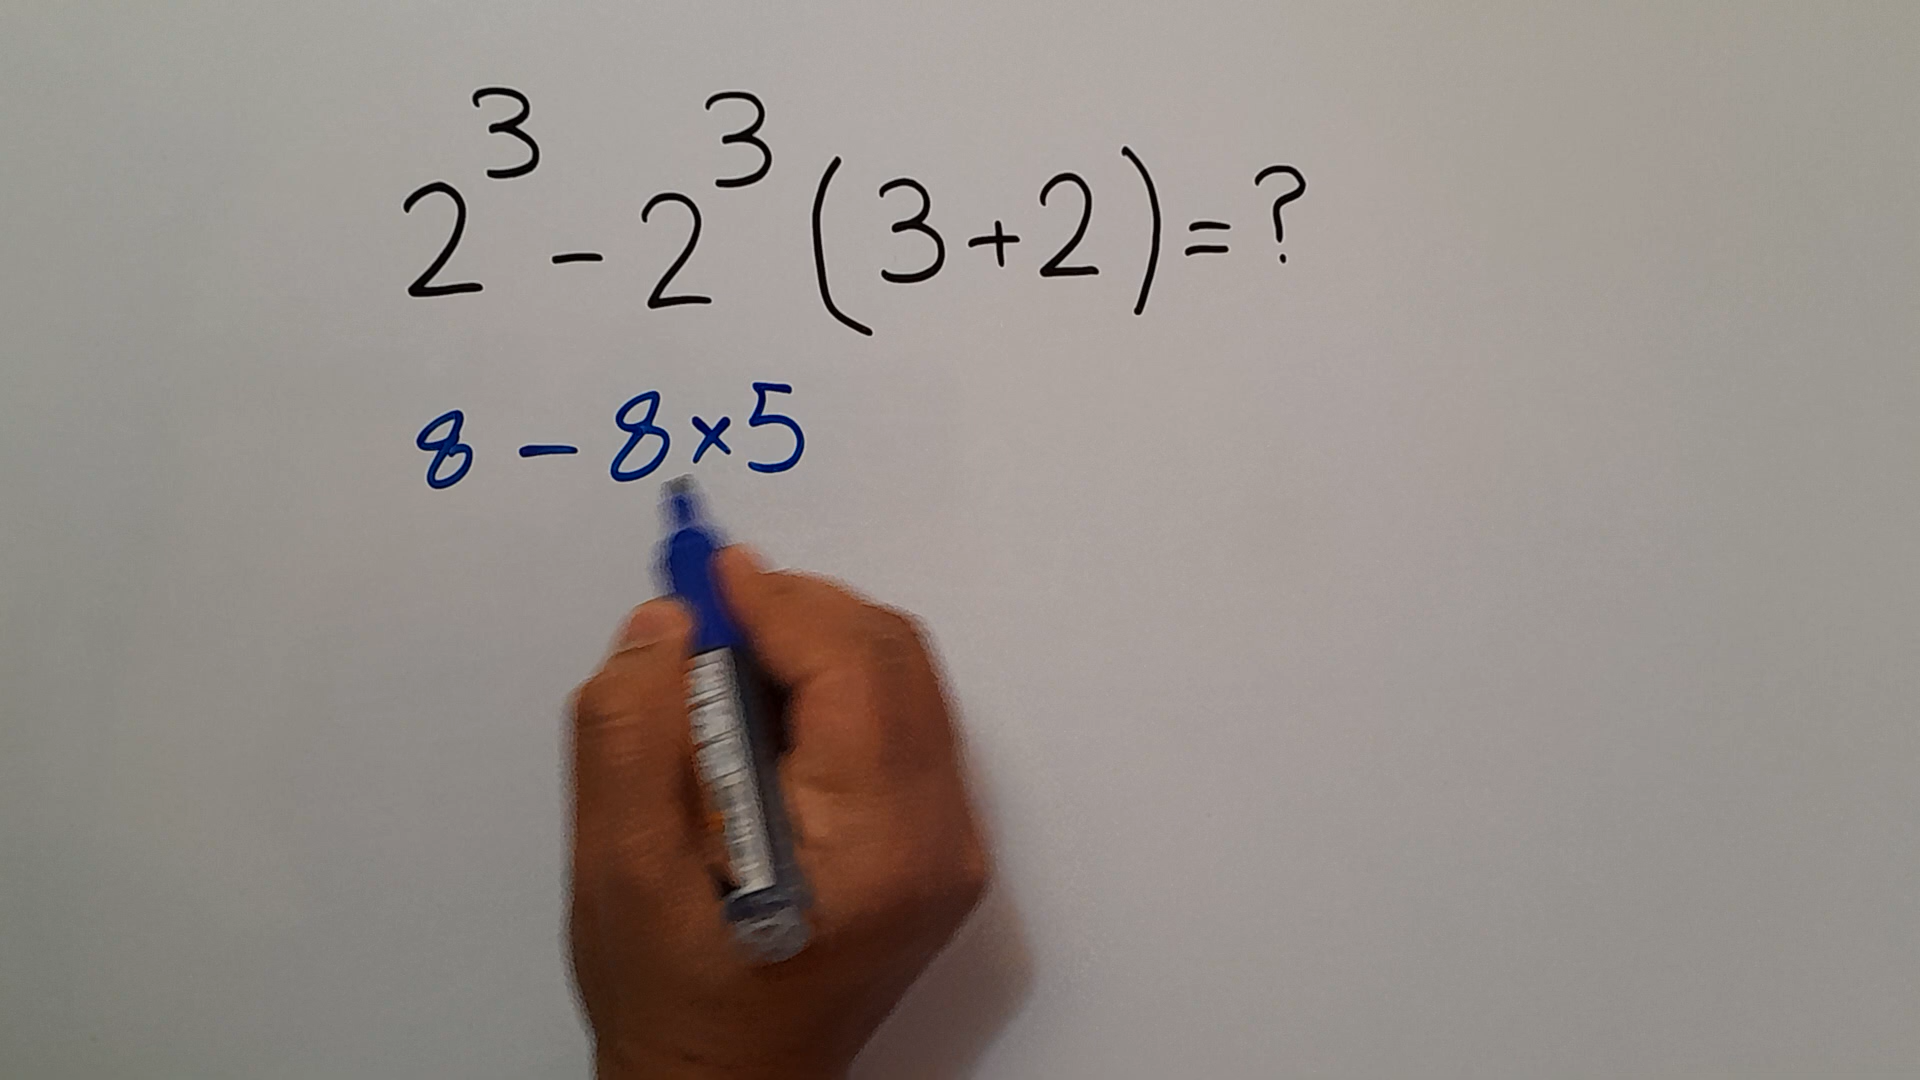 2³ - 2³ (3+2) = ?
8 - 8×5